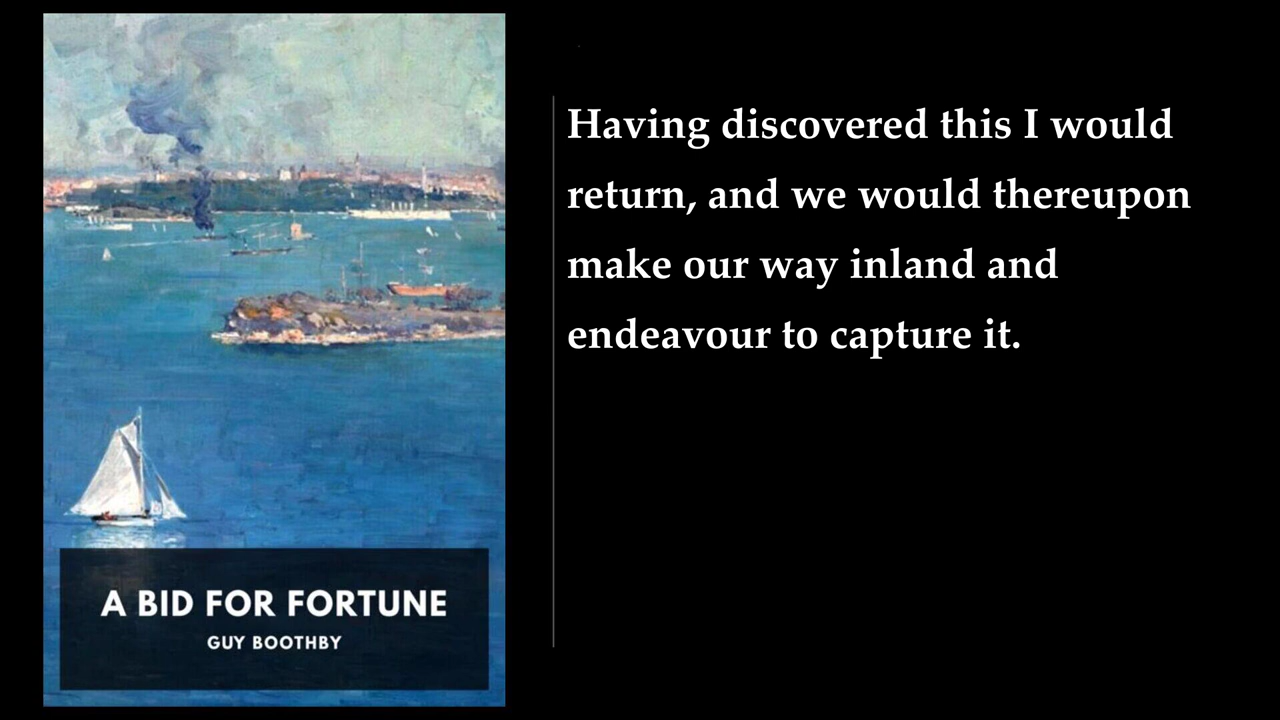 Having discovered this I would
return, and we would thereupon
make our way inland and
endeavour to capture it.
A BID FOR FORTUNE
GUY BOOTHBY